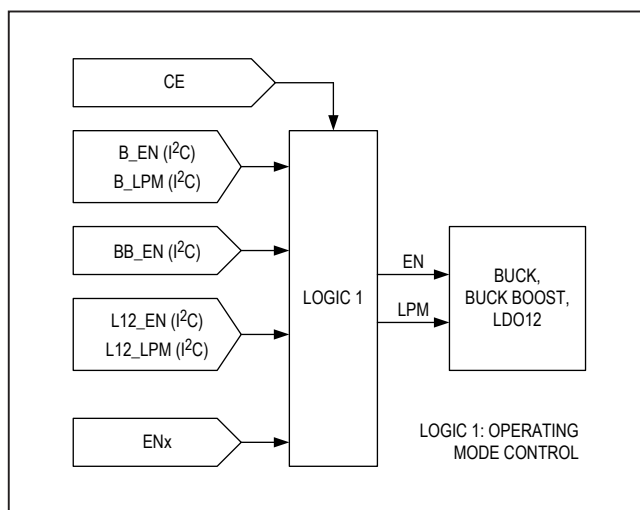 CE
B_EN (I²C)
B_LPM (I²C)
BB_EN (I²C)
L12_EN (I²C)
L12_LPM (I²C)
ENx
LOGIC 1
EN
LPM
BUCK,
BUCK BOOST,
LDO12
LOGIC 1: OPERATING
MODE CONTROL